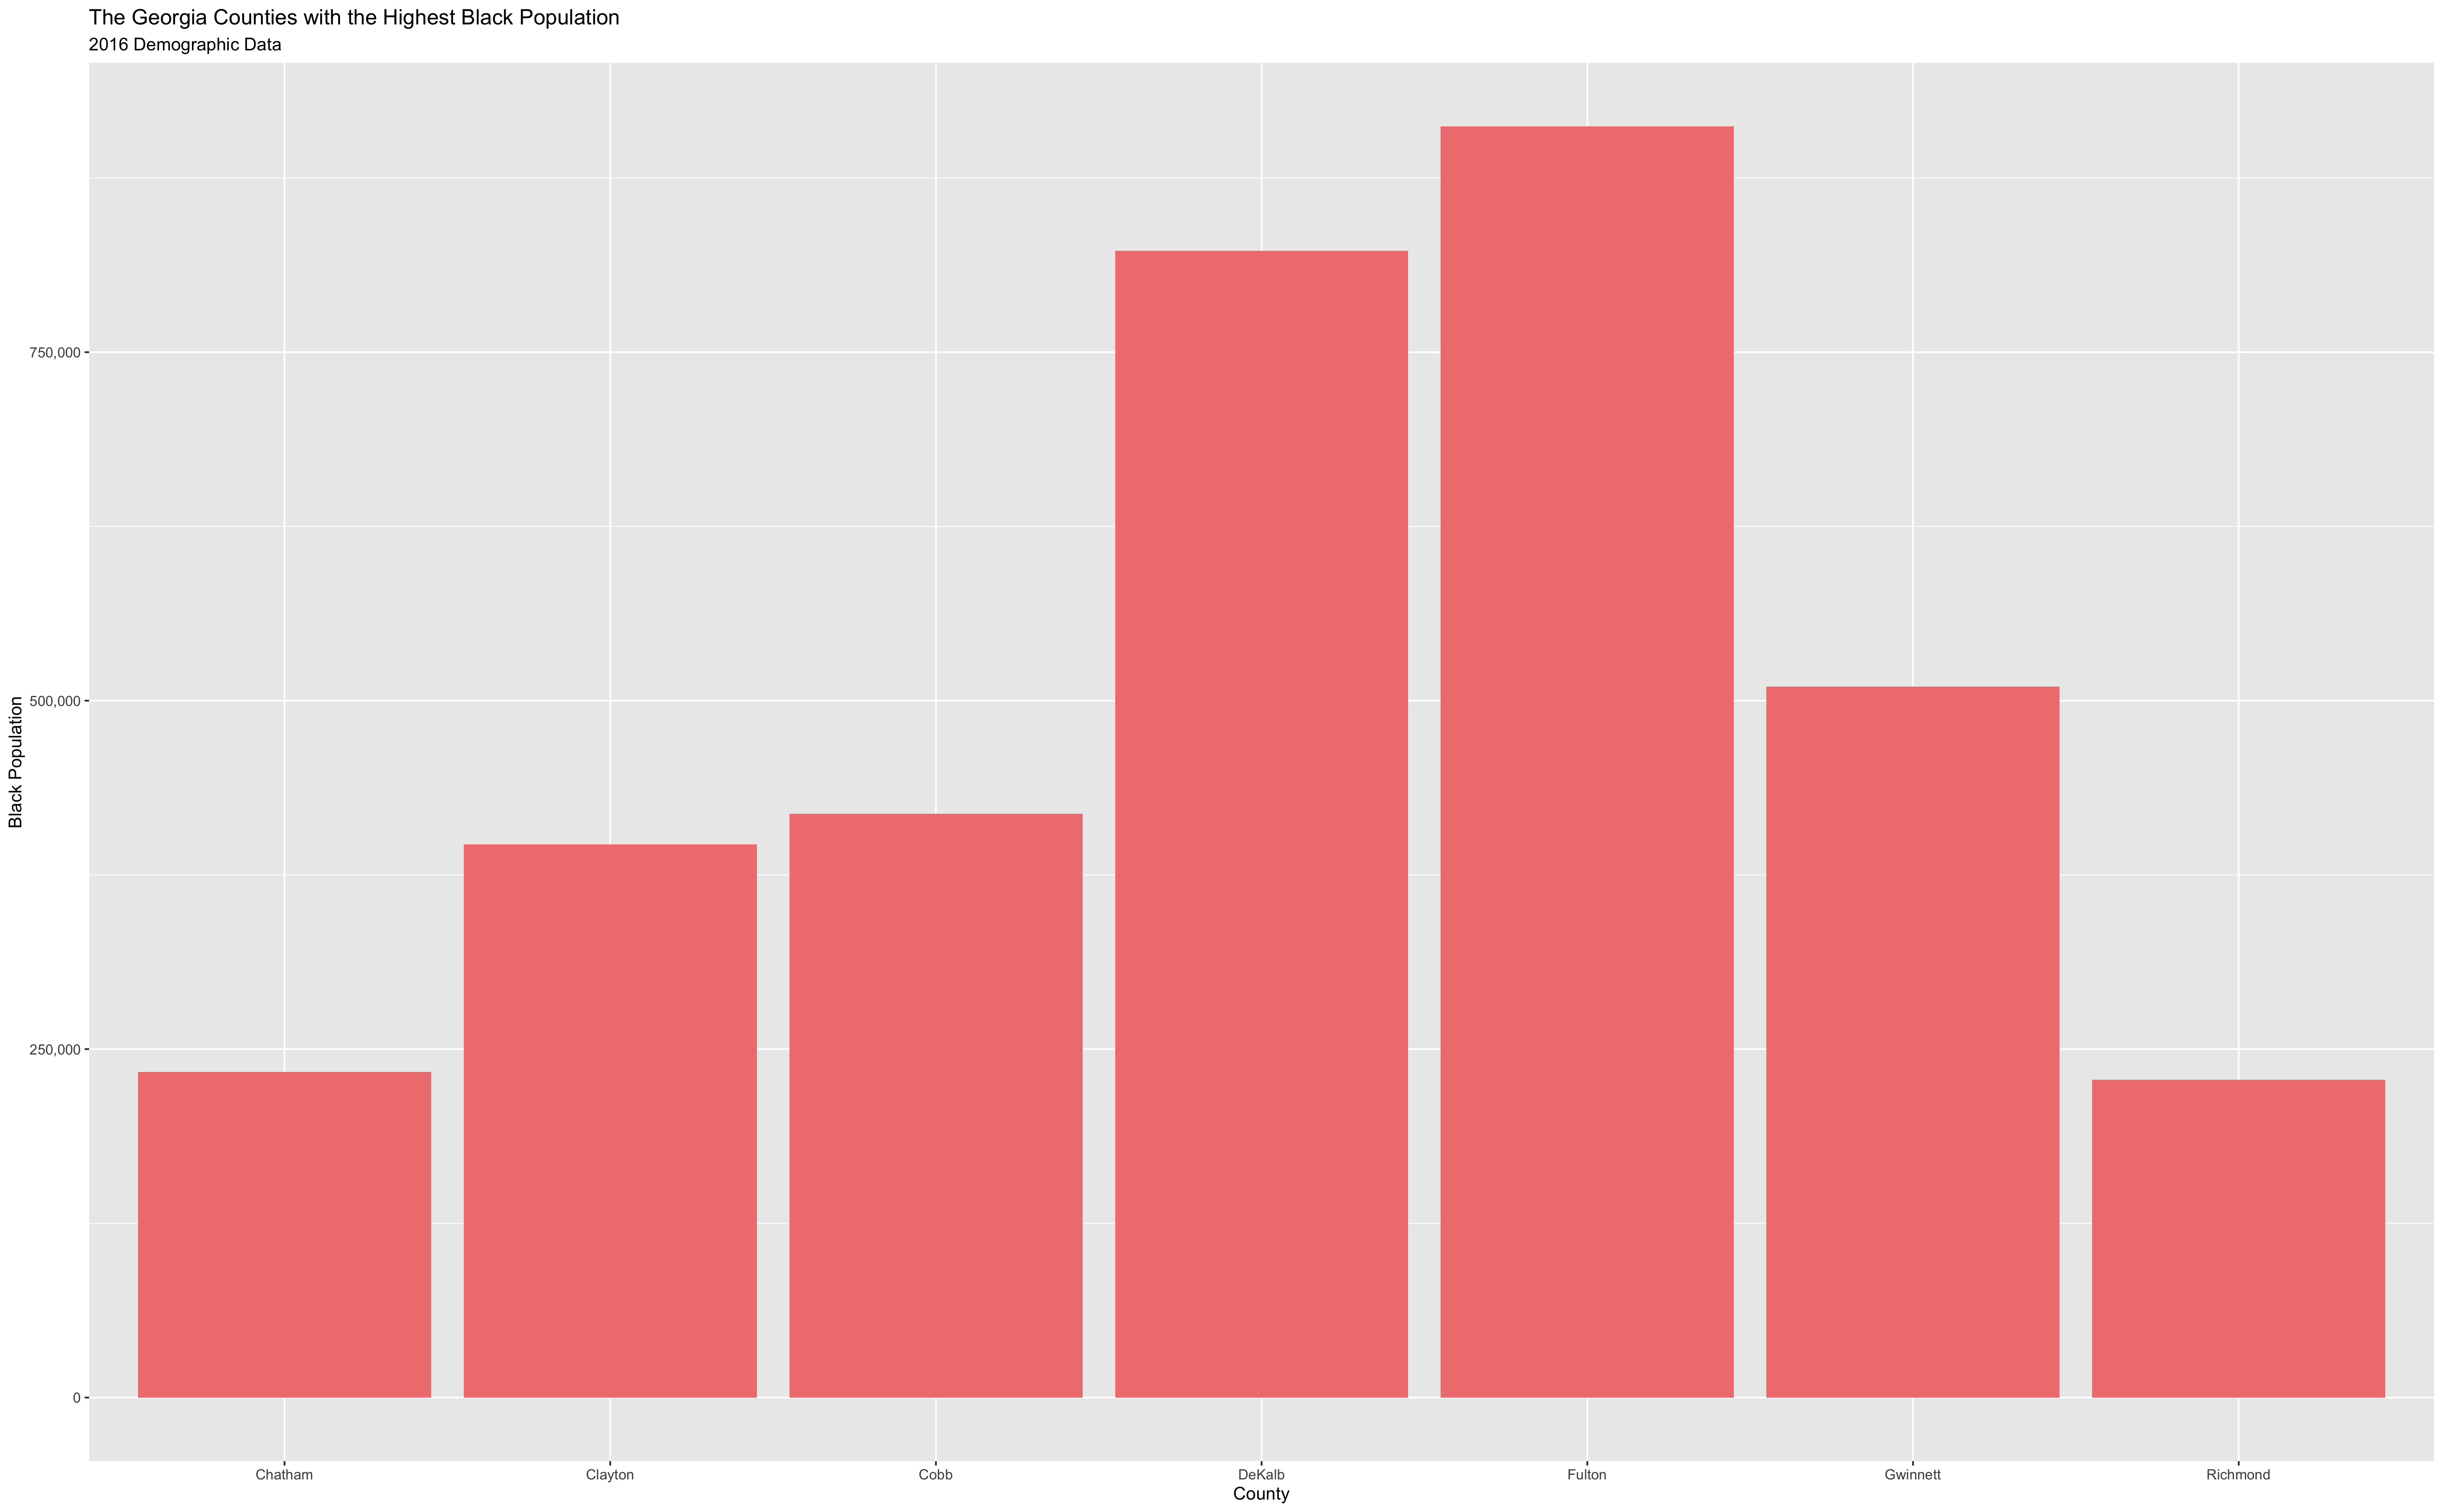 The Georgia Counties with the Highest Black Population
2016 Demographic Data
Black Population
750,000
500,000
250,000
0
Chatham Clayton Cobb DeKalb Fulton Gwinnett Richmond
County